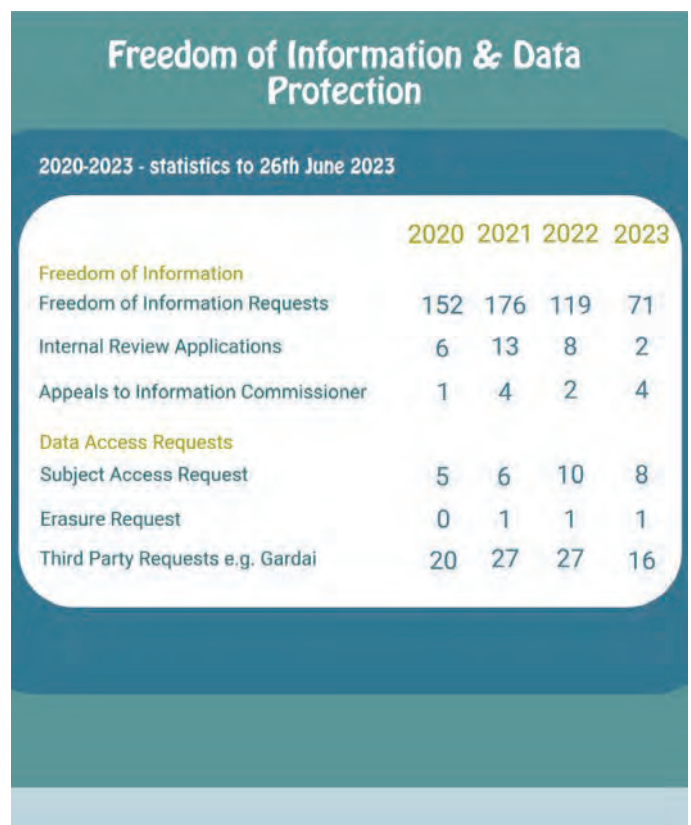 Freedom of Information & Data
Protection
2020-2023 - statistics to 26th June 2023
2020 2021 2022 2023
Freedom of Information
Freedom of Information Requests 152 176 119 71
Internal Review Applications 6 13 8 2
Appeals to Information Commissioner 1 4 2 4
Data Access Requests
Subject Access Request 5 6 10 8
Erasure Request 0 1 1 1
Third Party Requests e.g. Gardai 20 27 27 16